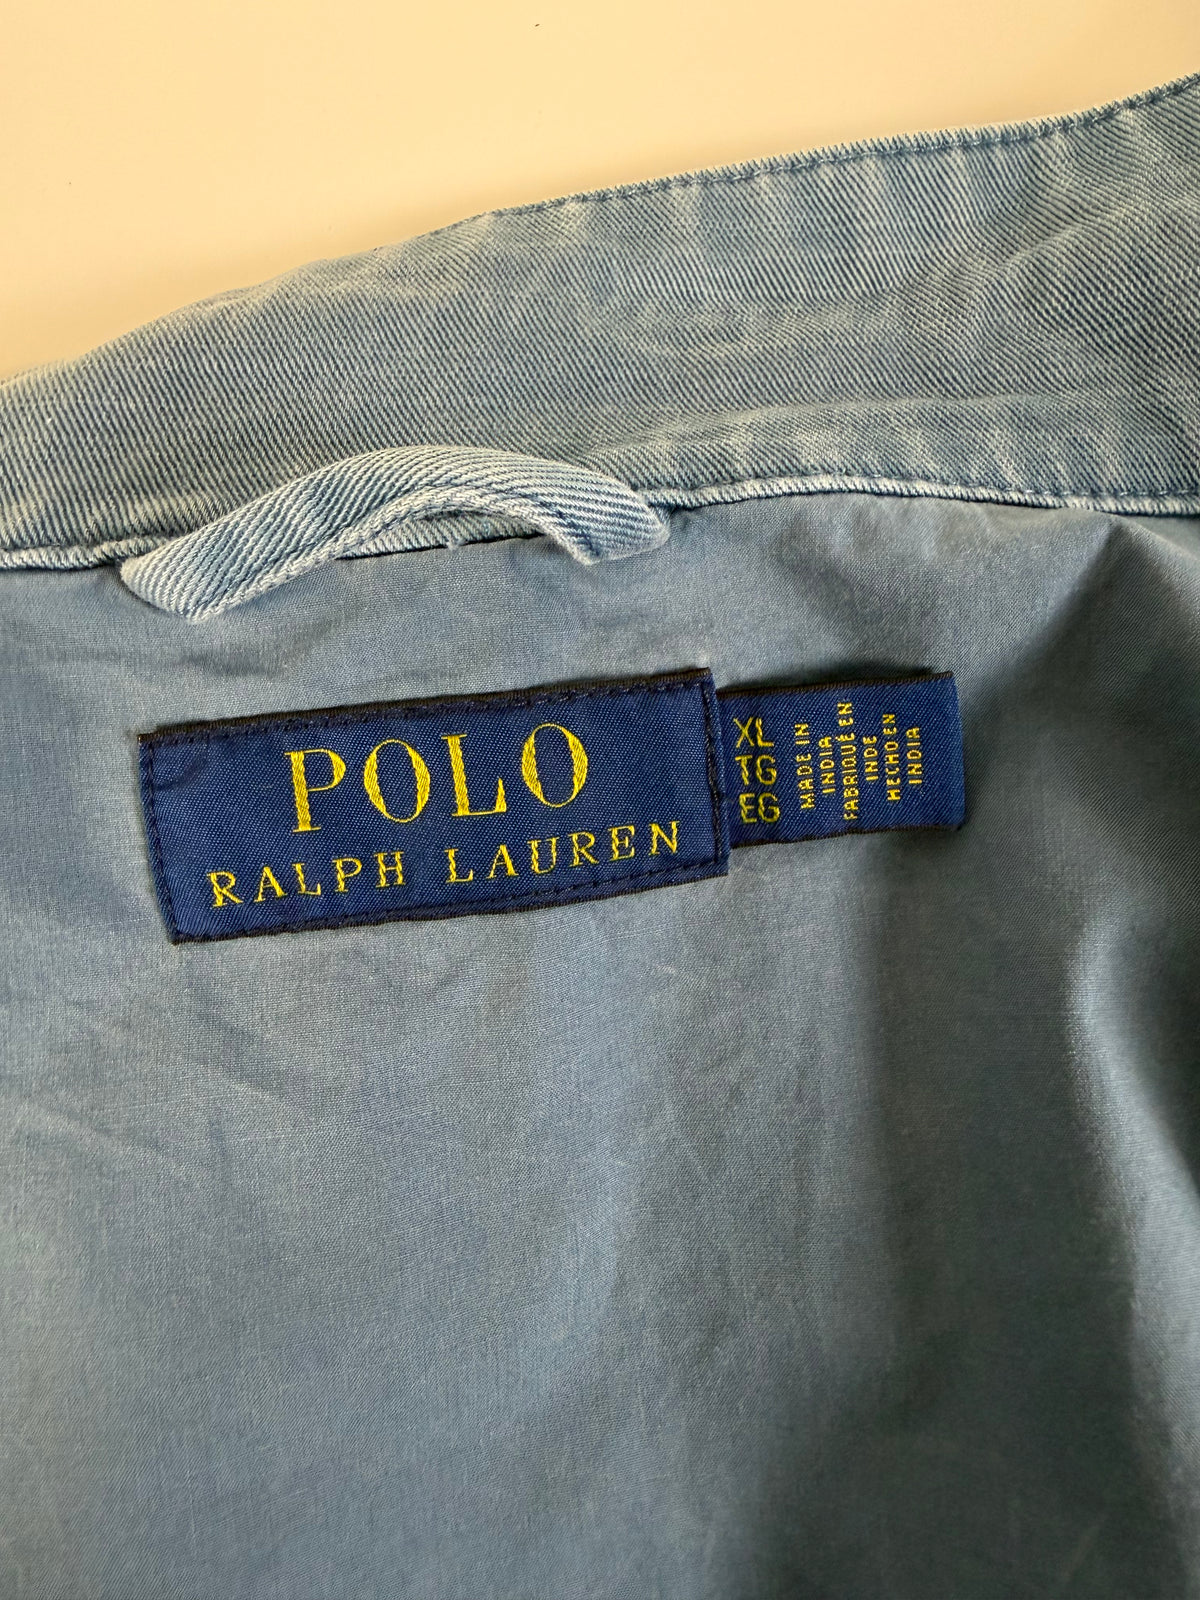 POLO
RALPH LAUREN
XL
TG
EG
MADE IN
INDIA
FABRIQUÉ EN
INDE
HECHO EN
INDIA